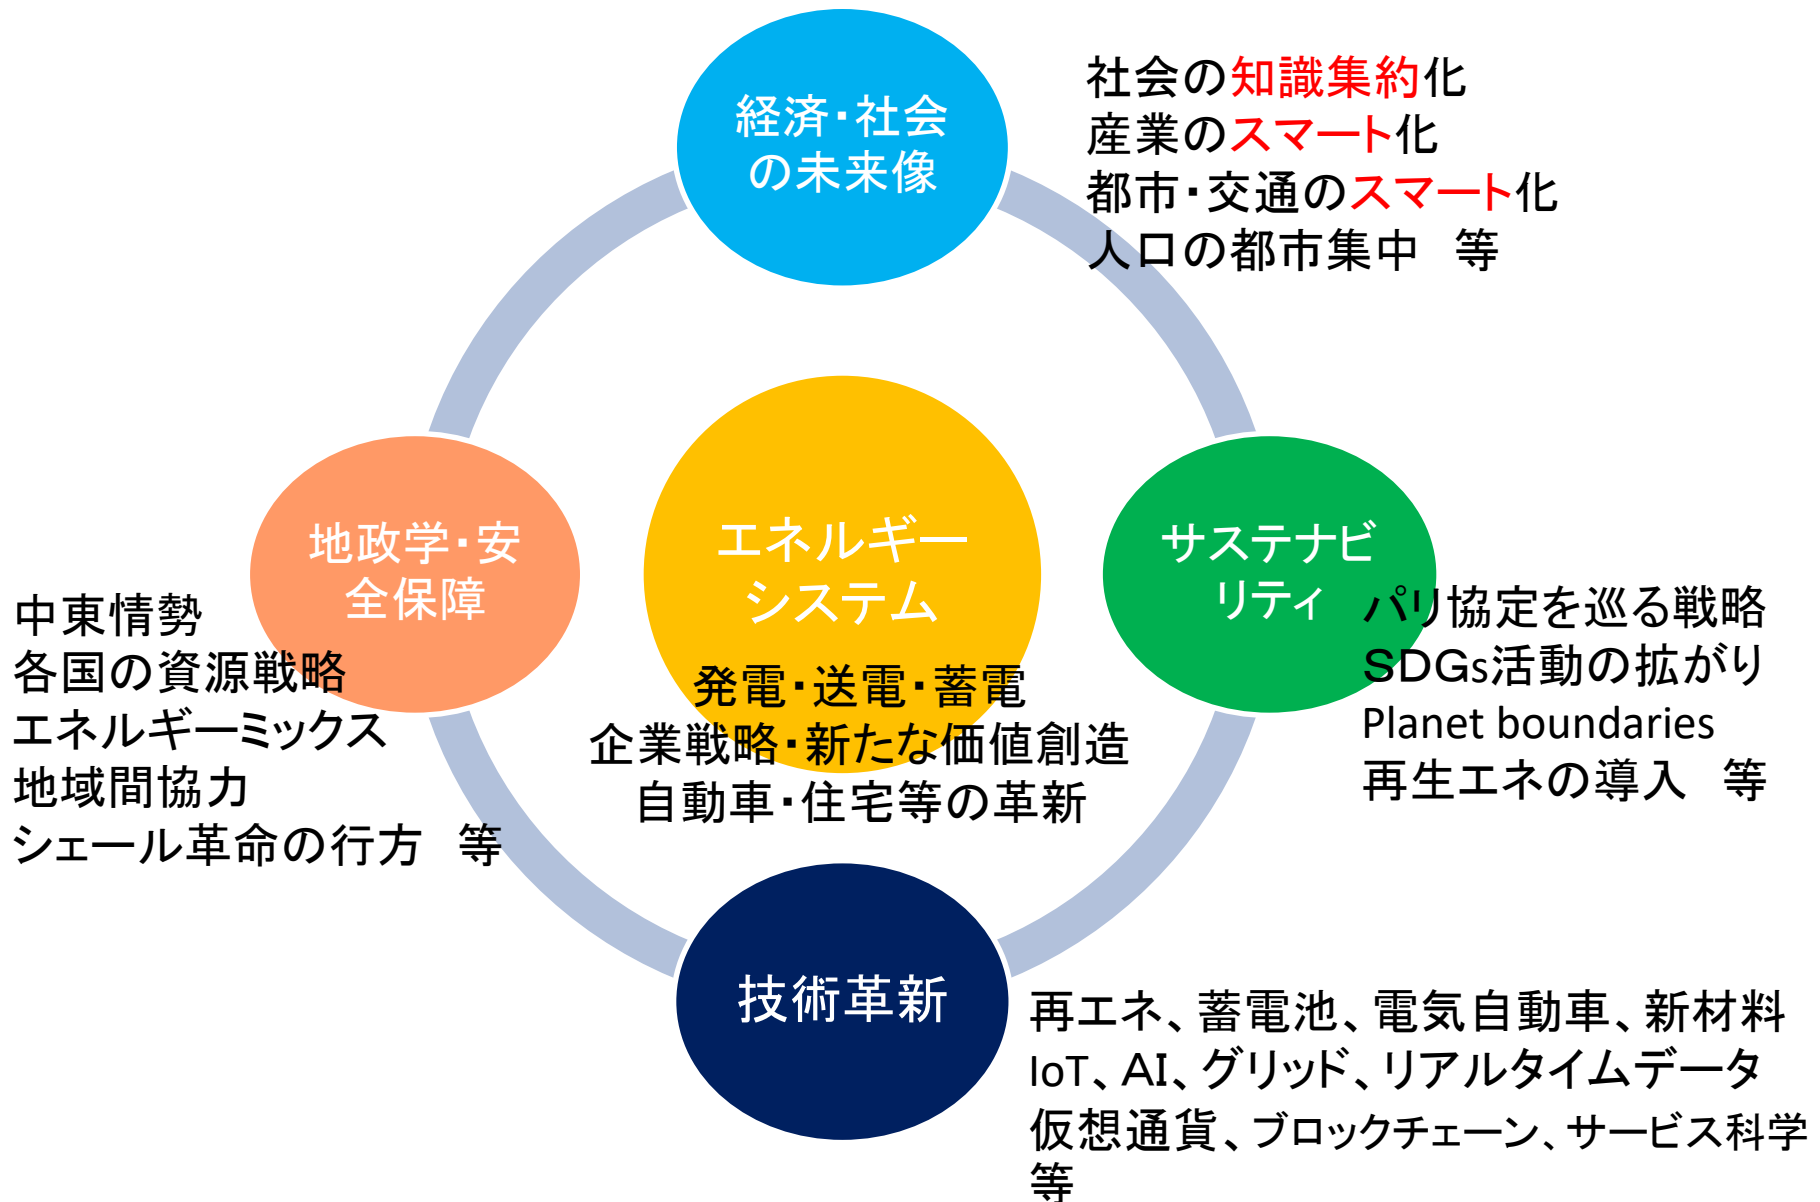 経済・社会
の未来像
社会の知識集約化
産業のスマート化
都市・交通のスマート化
人口の都市集中　等
地政学・安
全保障
中東情勢
各国の資源戦略
エネルギーミックス
地域間協力
シェール革命の行方　等
エネルギー
システム
発電・送電・蓄電
企業戦略・新たな価値創造
自動車・住宅等の革新
サステナビ
リティ
パリ協定を巡る戦略
SDGs活動の拡がり
Planet boundaries
再生エネの導入　等
技術革新
再エネ、蓄電池、電気自動車、新材料
IoT、AI、グリッド、リアルタイムデータ
仮想通貨、ブロックチェーン、サービス科学
等